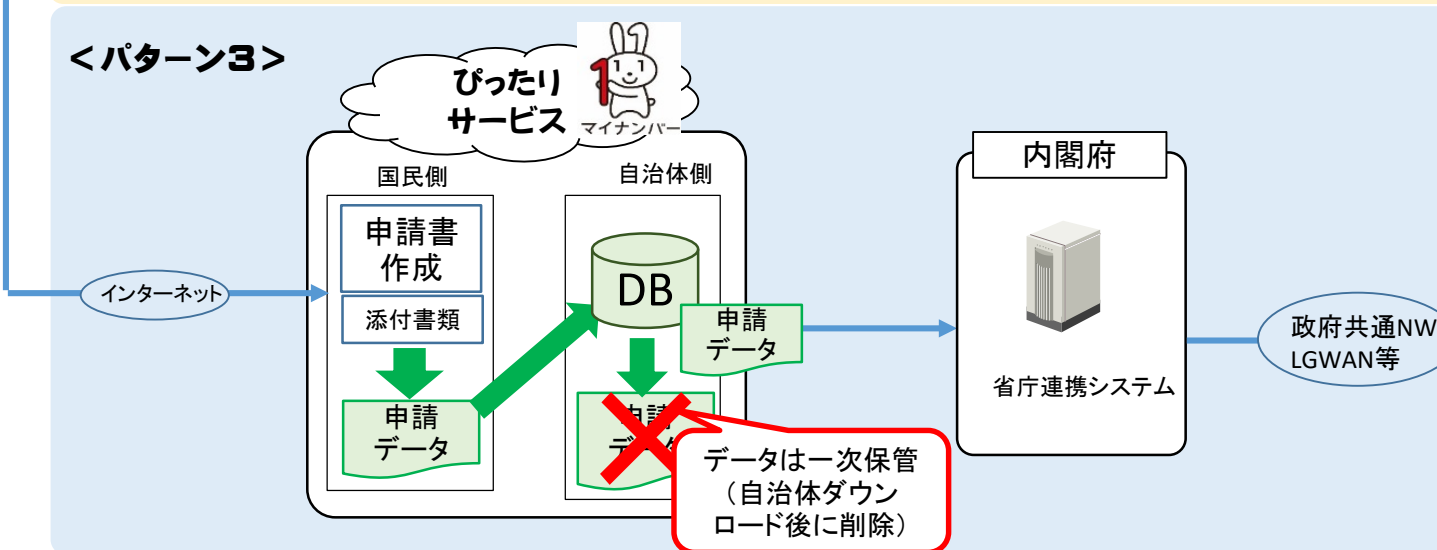 ＜パターン３＞
ぴったり
サービス
マイナンバー
国民側
自治体側
申請書
作成
添付書類
申請
データ
DB
申請
データ
申請
データ
データは一次保管
（自治体ダウン
ロード後に削除）
インターネット
内閣府
省庁連携システム
政府共通NW
LGWAN等